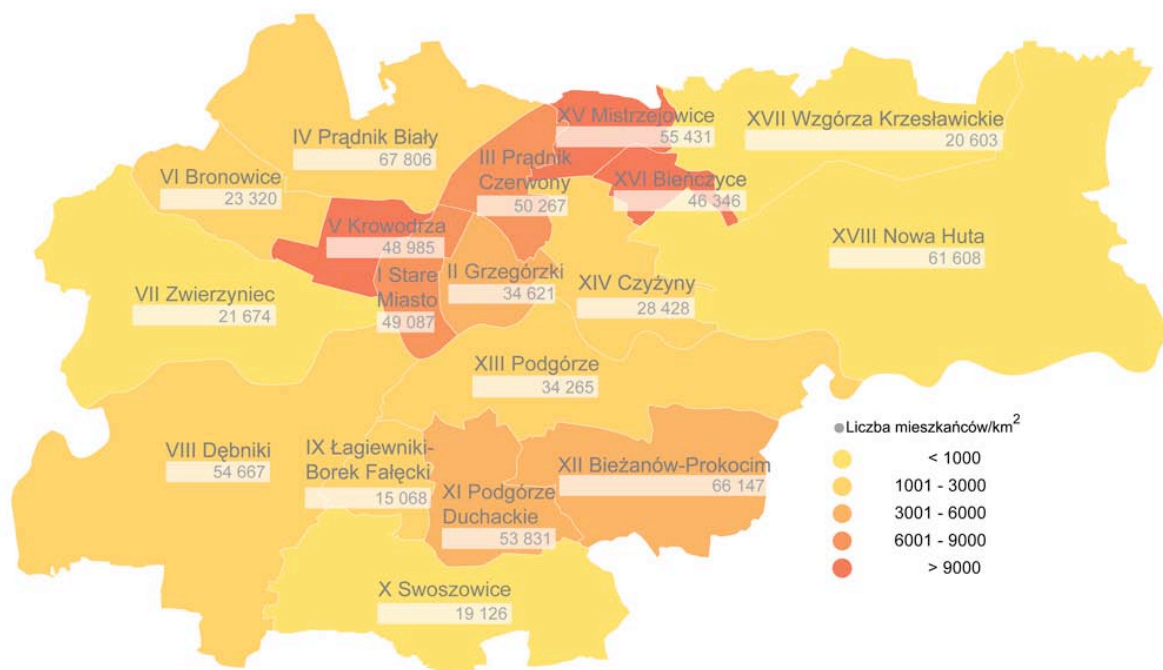 XV Mistrzejowice
55 431
XVII Wzgórza Krzesławickie
20 603
IV Prądnik Biały
67 806
III Prądnik
Czerwony
50 267
VI Bronowice
23 320
XVI Bieńczyce
46 346
V Krowodrza
48 985
XVIII Nowa Huta
61 608
I Stare
Miasto
49 087
II Grzegórzki
34 621
XIV Czyżyny
28 428
VII Zwierzyniec
21 674
XIII Podgórze
34 265
VIII Dębniki
54 667
IX Łagiewniki-
Borek Fałęcki
15 068
XII Bieżanów-Prokocim
66 147
XI Podgórze
Duchackie
53 831
X Swoszowice
19 126
Liczba mieszkańców/km²
< 1000
1001 - 3000
3001 - 6000
6001 - 9000
> 9000